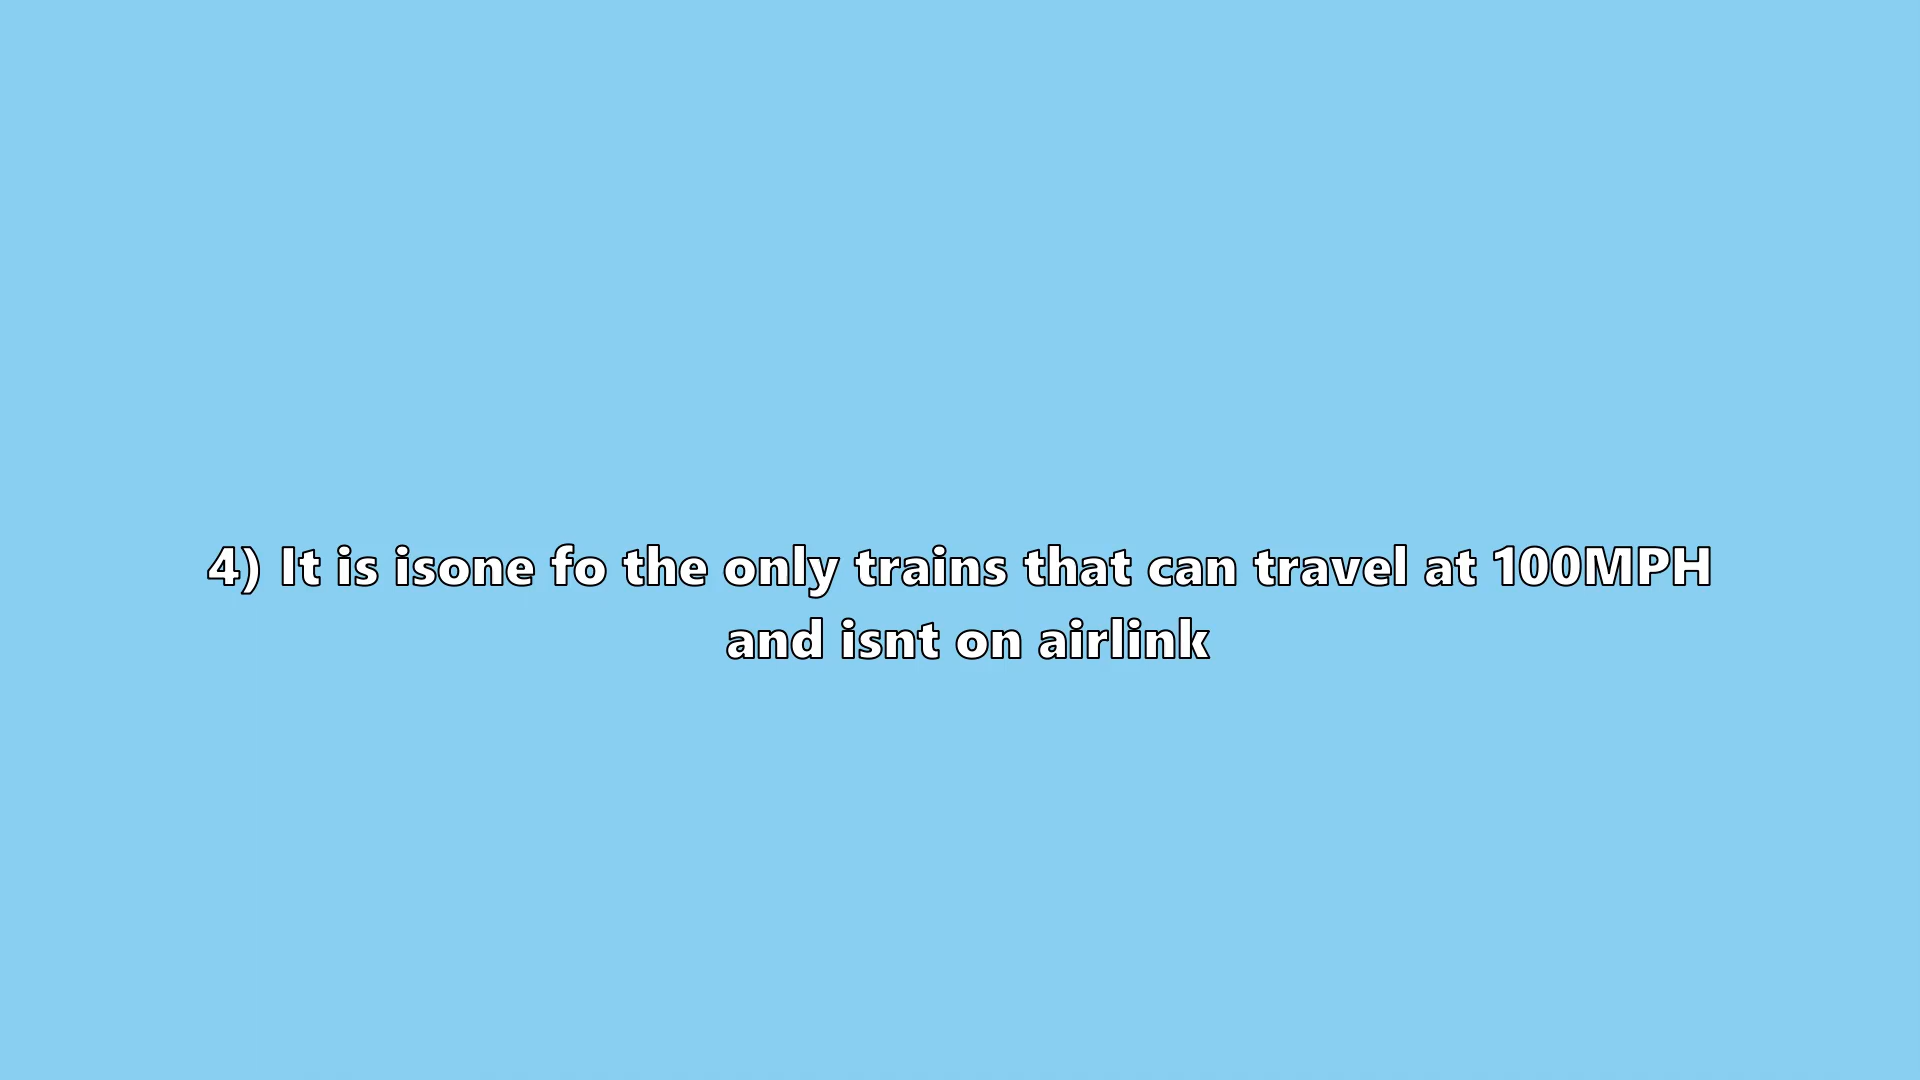 4) It is isone fo the only trains that can travel at 100MPH
and isnt on airlink